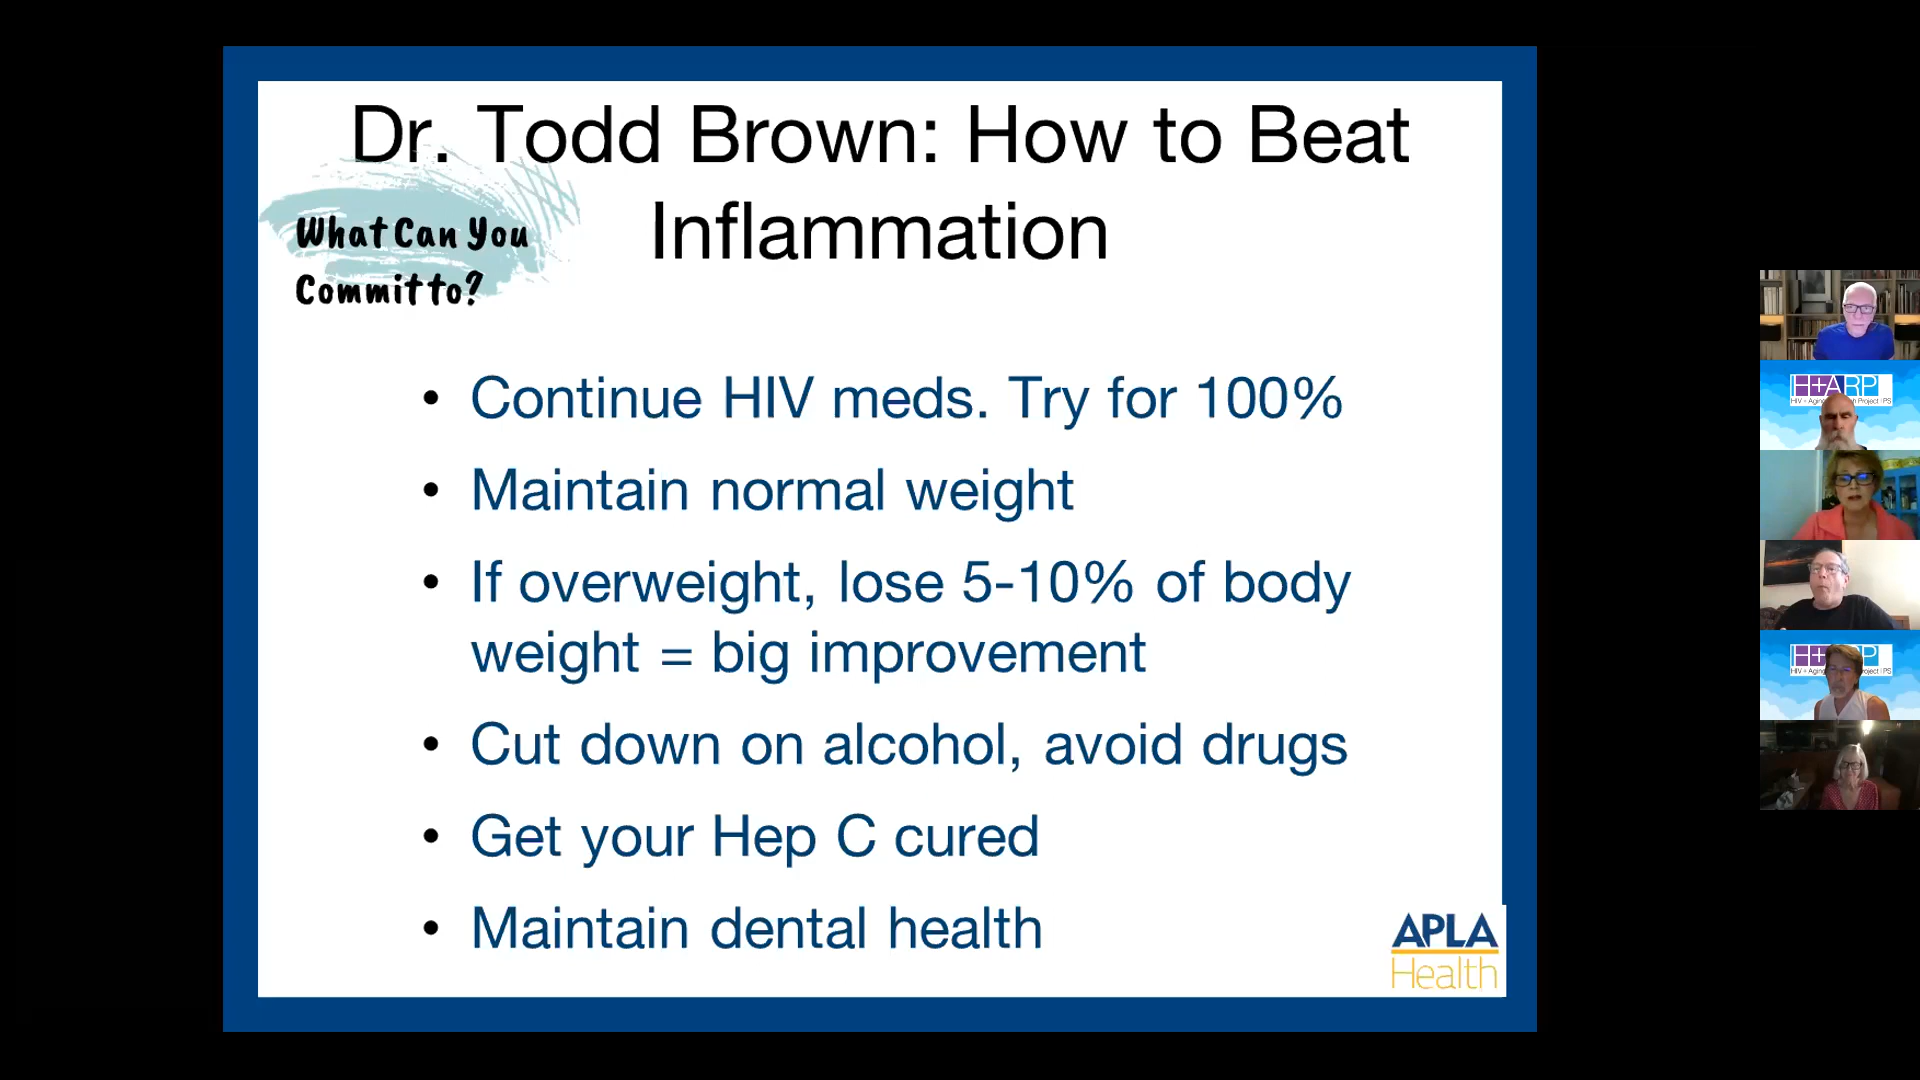 Dr. Todd Brown: How to Beat
Inflammation
What Can You
Commit to?
• Continue HIV meds. Try for 100%
• Maintain normal weight
• If overweight, lose 5-10% of body
weight = big improvement
• Cut down on alcohol, avoid drugs
• Get your Hep C cured
• Maintain dental health
APLA
Health
H+ARP